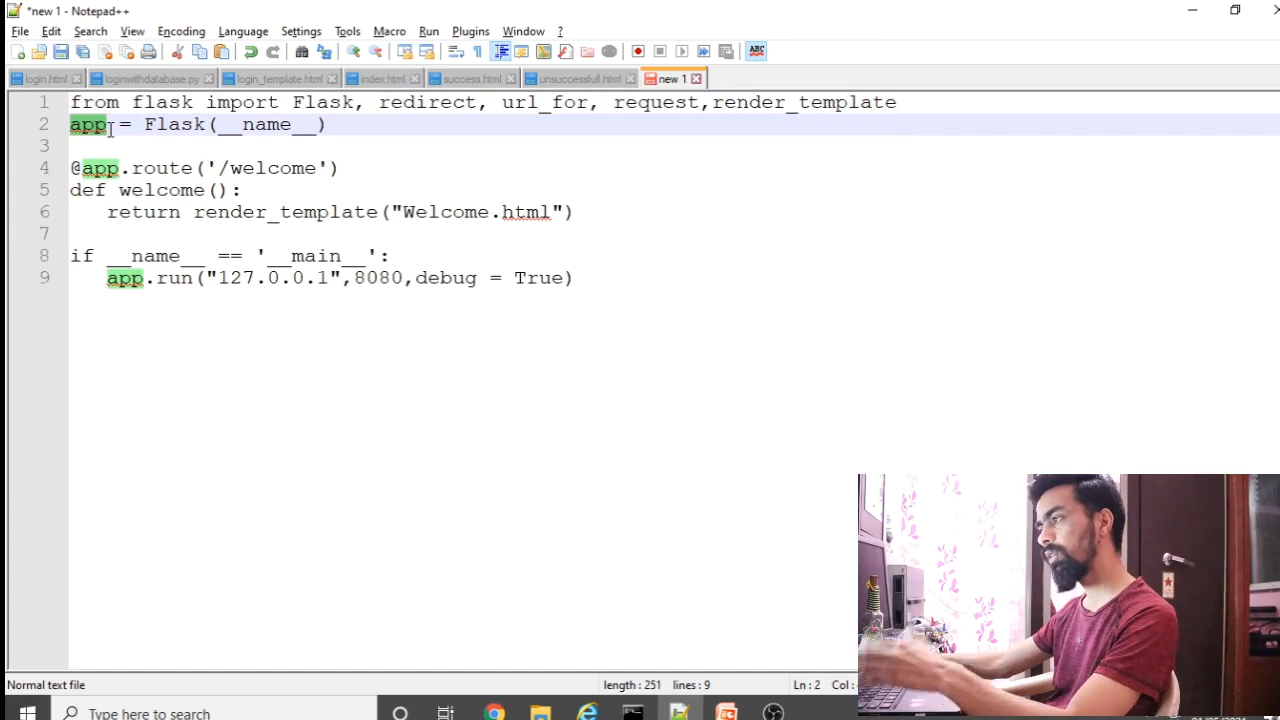 *new 1 - Notepad++
File Edit Search View Encoding Language Settings Tools Macro Run Plugins Window ?
ABC
login.html loginwithdatabase.py login_template.html index.html success.html unsuccessfull.html new 1
1 from flask import Flask, redirect, url_for, request,render_template
2 app = Flask(__name__)
3
4 @app.route('/welcome')
5 def welcome():
6 return render_template("Welcome.html")
7
8 if __name__ == '__main__':
9 app.run("127.0.0.1",8080,debug = True)
Normal text file length : 251 lines : 9 Ln : 2 Col :
Type here to search